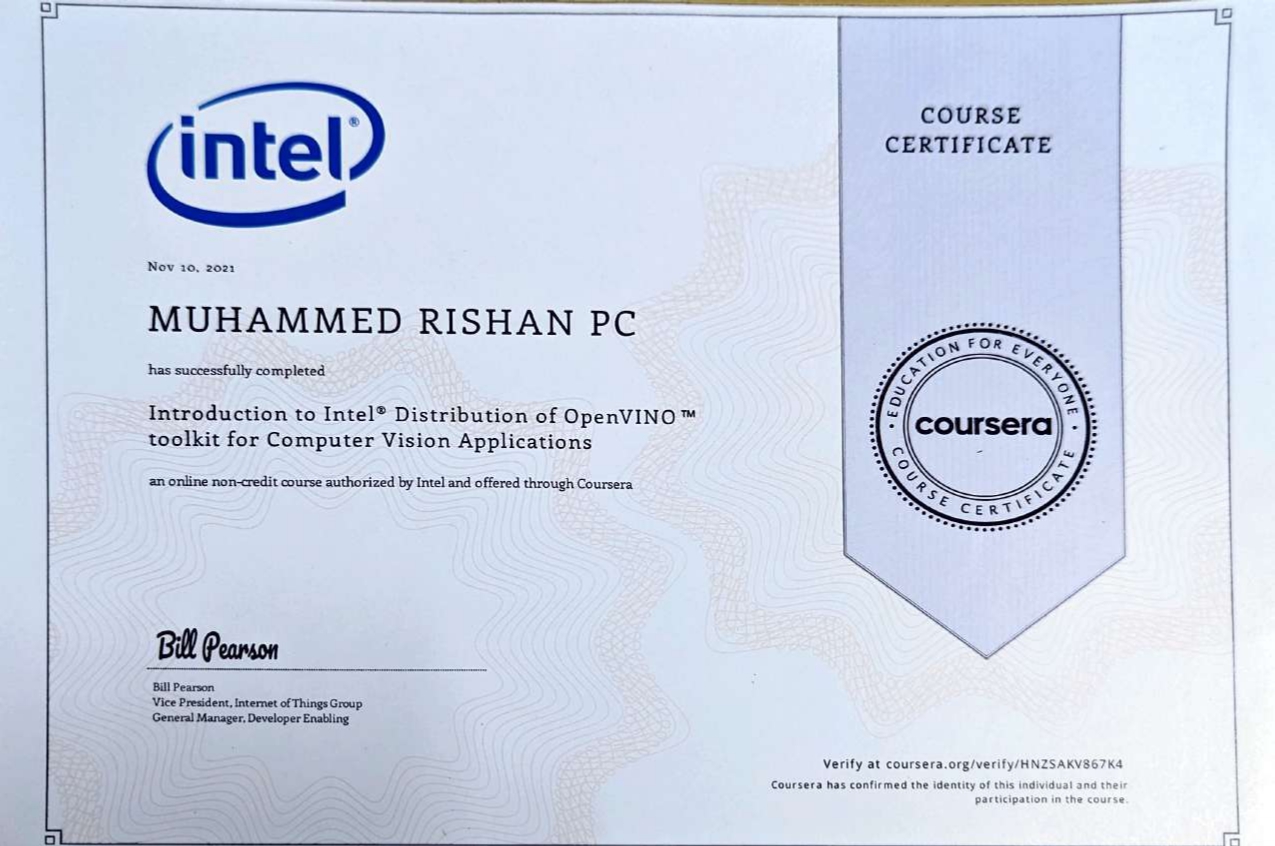 intel®
Nov 10, 2021
MUHAMMED RISHAN PC
has successfully completed
Introduction to Intel® Distribution of OpenVINO™
toolkit for Computer Vision Applications
an online non-credit course authorized by Intel and offered through Coursera
Bill Pearson
Bill Pearson
Vice President, Internet of Things Group
General Manager, Developer Enabling
COURSE
CERTIFICATE
EDUCATION FOR EVERYONE
coursera
COURSE CERTIFICATE
Verify at coursera.org/verify/HNZSAKV867K4
Coursera has confirmed the identity of this individual and their
participation in the course.